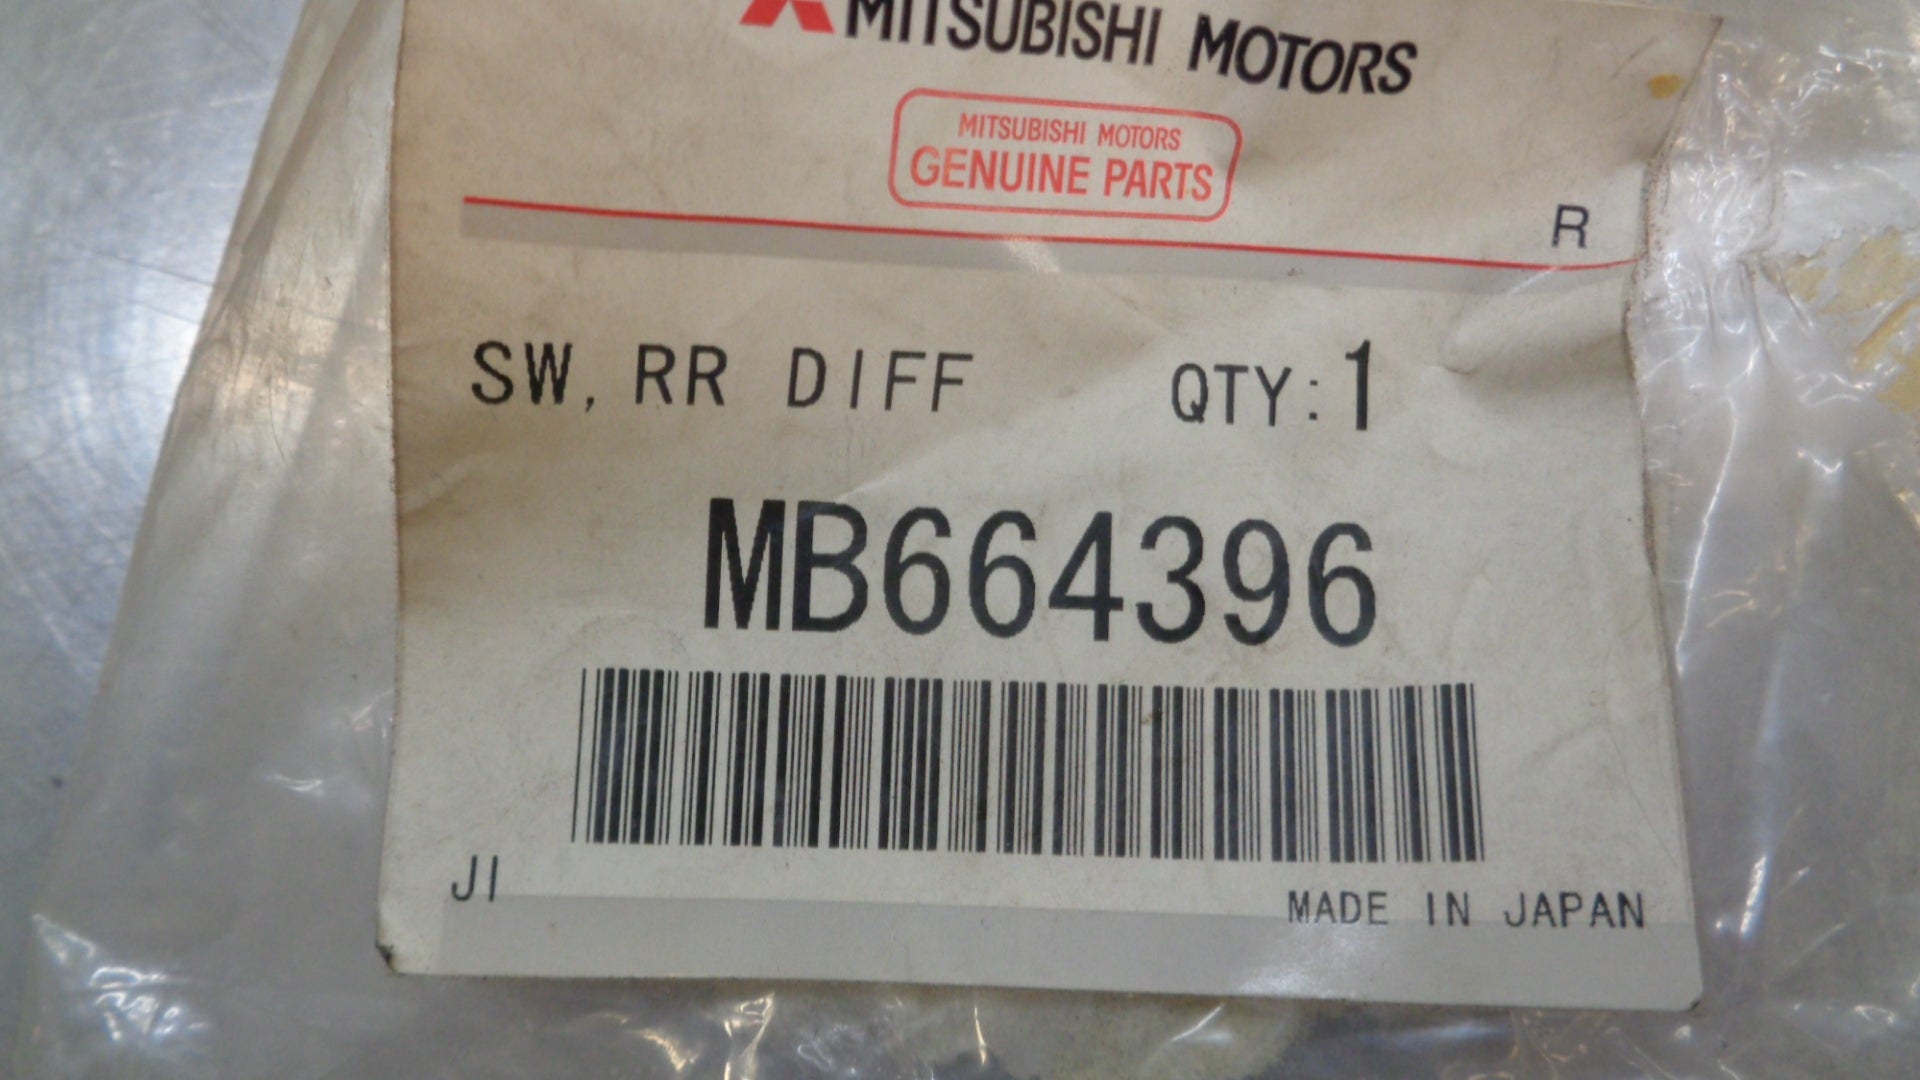 MITSUBISHI MOTORS
MITSUBISHI MOTORS
GENUINE PARTS
R
SW, RR DIFF QTY:1
MB664396
JI
MADE IN JAPAN